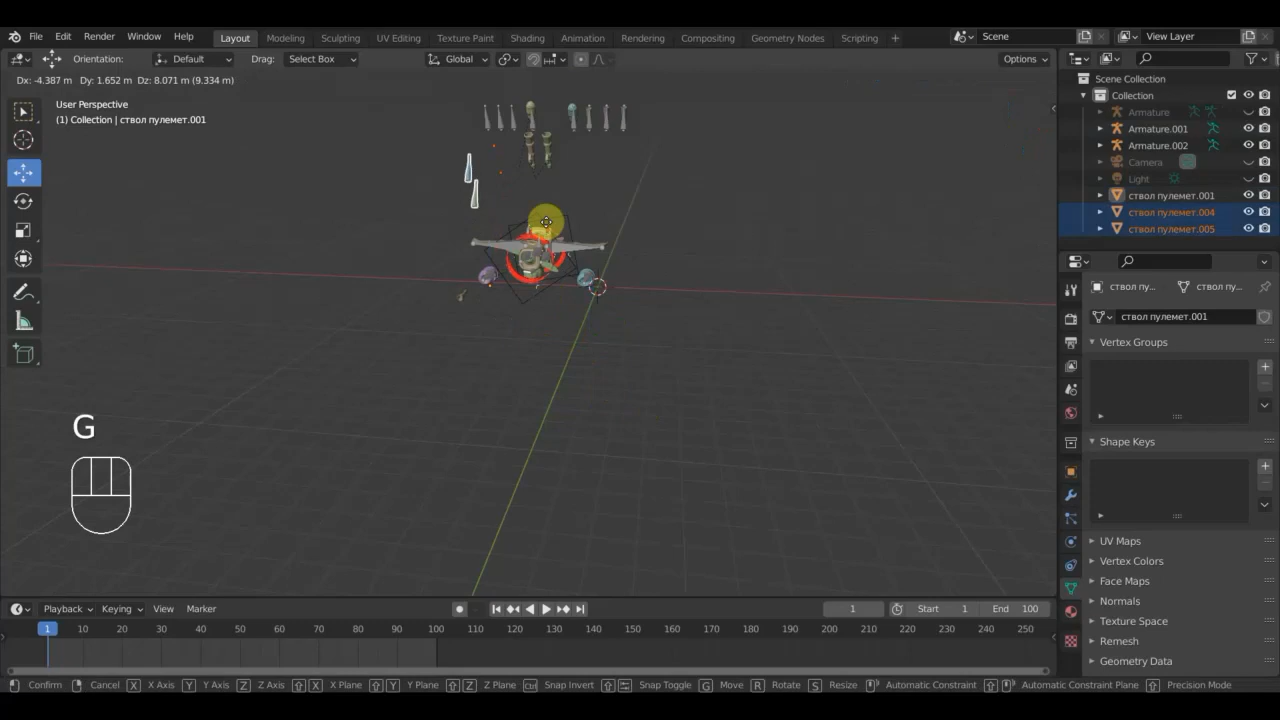 File Edit Render Window Help Layout Modeling Sculpting UV Editing Texture Paint Shading Animation Rendering Compositing Geometry Nodes Scripting + Scene View Layer
Orientation: Default Drag: Select Box Global Options
Dx: -4.387 m Dy: 1.652 m Dz: 8.071 m (9.334 m)
User Perspective
(1) Collection | ствол пулемет.001
G
Scene Collection
Collection
Armature
Armature.001
Armature.002
Camera
Light
ствол пулемет.001
ствол пулемет.004
ствол пулемет.005
ствол пу... ствол пу...
ствол пулемет.001
Vertex Groups
Shape Keys
UV Maps
Vertex Colors
Face Maps
Normals
Texture Space
Remesh
Geometry Data
Playback Keying View Marker 1 Start 1 End 100
1 10 20 30 40 50 60 70 80 90 100 110 120 130 140 150 160 170 180 190 200 210 220 230 240 250
Confirm Cancel X X Axis Y Y Axis Z Z Axis X X Plane Y Y Plane Z Z Plane Snap Invert Snap Toggle G Move R Rotate S Resize Automatic Constraint Automatic Constraint Plane Precision Mode